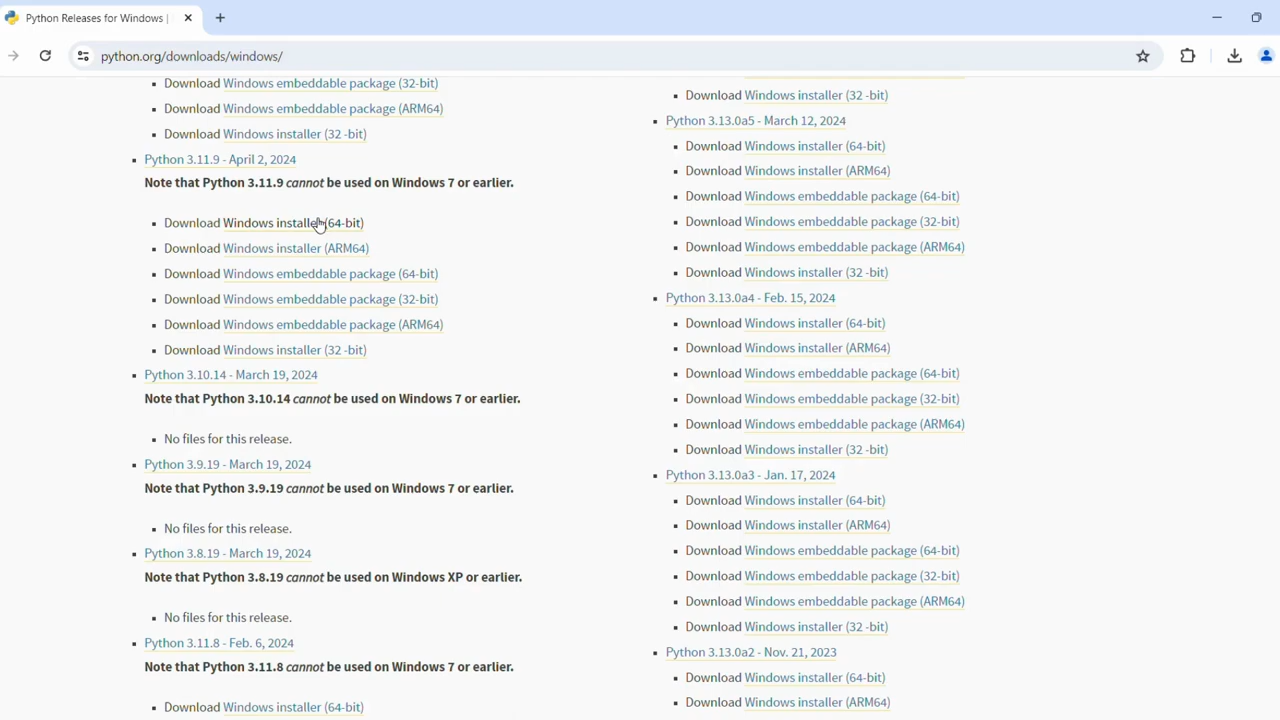 Python Releases for Windows |
python.org/downloads/windows/
Download Windows embeddable package (32-bit)
Download Windows embeddable package (ARM64)
Download Windows installer (32 -bit)
Python 3.11.9 - April 2, 2024
Note that Python 3.11.9 cannot be used on Windows 7 or earlier.
Download Windows installer (64-bit)
Download Windows installer (ARM64)
Download Windows embeddable package (64-bit)
Download Windows embeddable package (32-bit)
Download Windows embeddable package (ARM64)
Download Windows installer (32 -bit)
Python 3.10.14 - March 19, 2024
Note that Python 3.10.14 cannot be used on Windows 7 or earlier.
No files for this release.
Python 3.9.19 - March 19, 2024
Note that Python 3.9.19 cannot be used on Windows 7 or earlier.
No files for this release.
Python 3.8.19 - March 19, 2024
Note that Python 3.8.19 cannot be used on Windows XP or earlier.
No files for this release.
Python 3.11.8 - Feb. 6, 2024
Note that Python 3.11.8 cannot be used on Windows 7 or earlier.
Download Windows installer (64-bit)
Download Windows installer (32 -bit)
Python 3.13.0a5 - March 12, 2024
Download Windows installer (64-bit)
Download Windows installer (ARM64)
Download Windows embeddable package (64-bit)
Download Windows embeddable package (32-bit)
Download Windows embeddable package (ARM64)
Download Windows installer (32 -bit)
Python 3.13.0a4 - Feb. 15, 2024
Download Windows installer (64-bit)
Download Windows installer (ARM64)
Download Windows embeddable package (64-bit)
Download Windows embeddable package (32-bit)
Download Windows embeddable package (ARM64)
Download Windows installer (32 -bit)
Python 3.13.0a3 - Jan. 17, 2024
Download Windows installer (64-bit)
Download Windows installer (ARM64)
Download Windows embeddable package (64-bit)
Download Windows embeddable package (32-bit)
Download Windows embeddable package (ARM64)
Download Windows installer (32 -bit)
Python 3.13.0a2 - Nov. 21, 2023
Download Windows installer (64-bit)
Download Windows installer (ARM64)